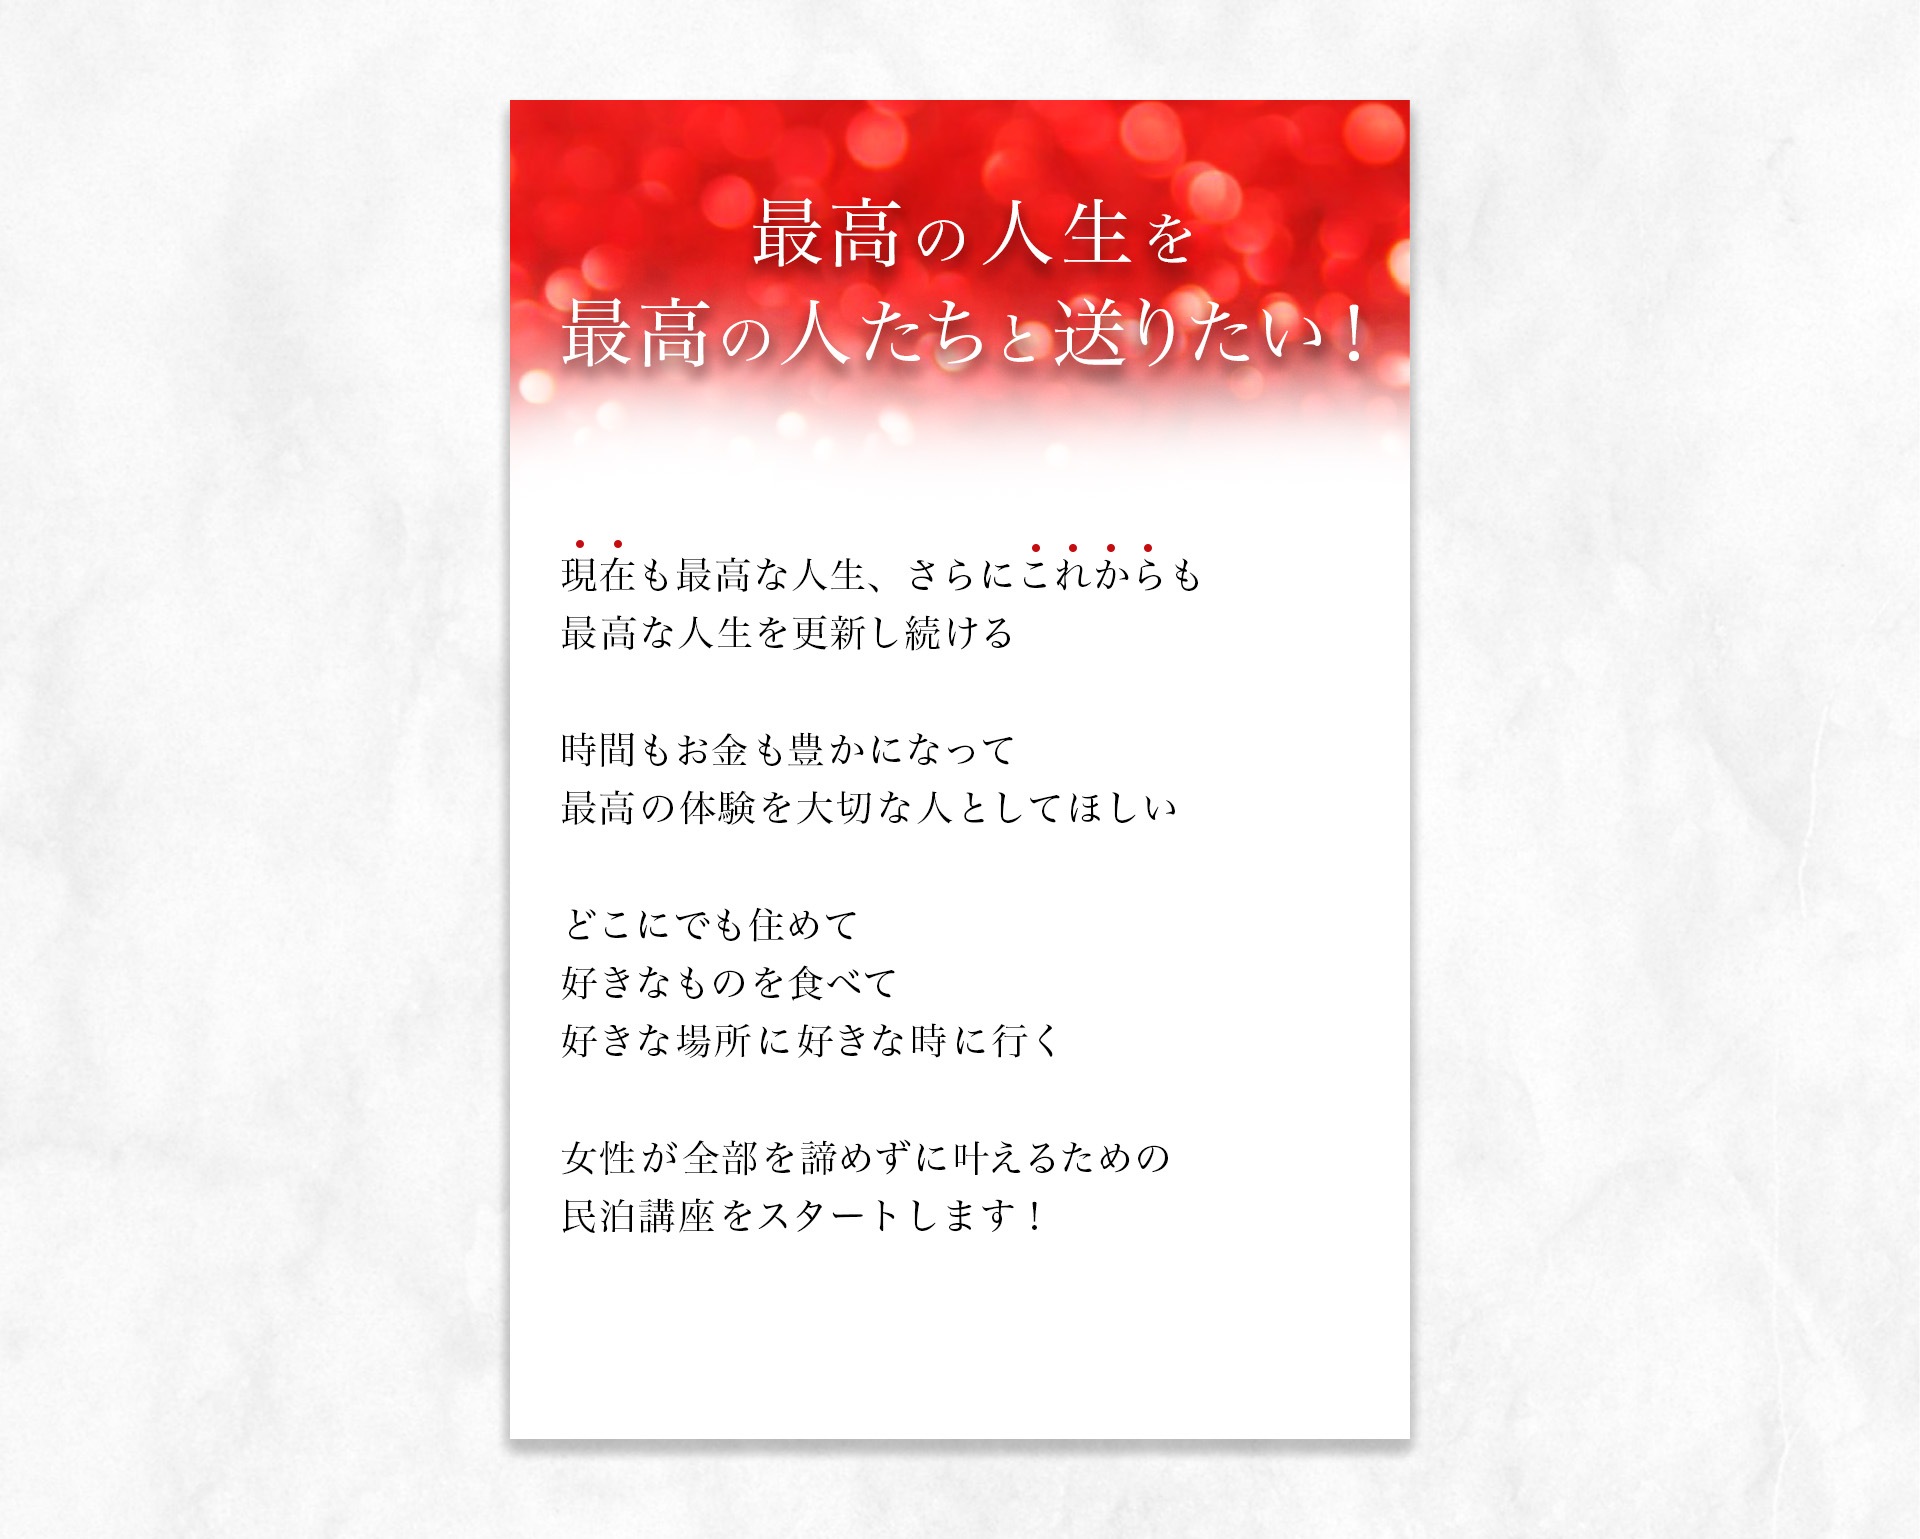 最高の人生を
最高の人たちと送りたい！
現在も最高な人生、さらにこれからも
最高な人生を更新し続ける
時間もお金も豊かになって
最高の体験を大切な人としてほしい
どこにでも住めて
好きなものを食べて
好きな場所に好きな時に行く
女性が全部を諦めずに叶えるための
民泊講座をスタートします！